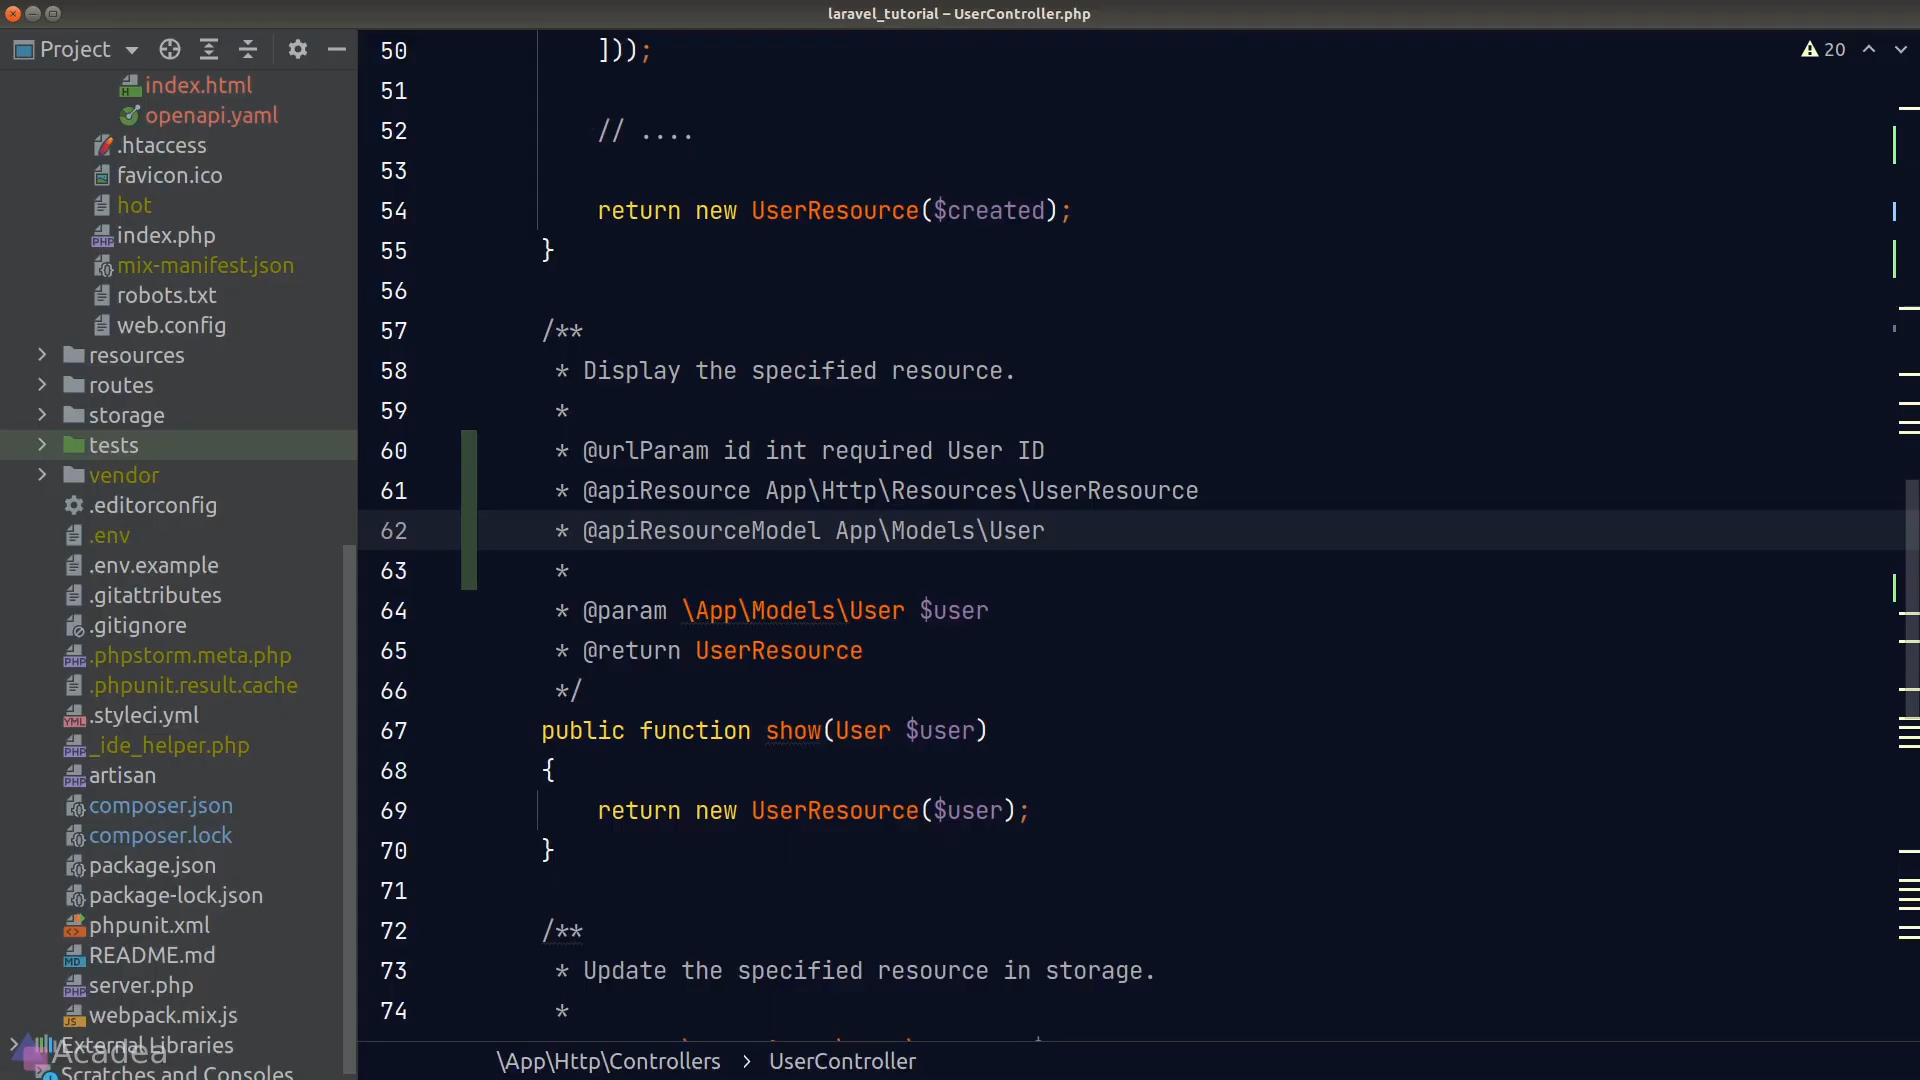 laravel_tutorial – UserController.php
Project
index.html
openapi.yaml
.htaccess
favicon.ico
hot
index.php
mix-manifest.json
robots.txt
web.config
resources
routes
storage
tests
vendor
.editorconfig
.env
.env.example
.gitattributes
.gitignore
.phpstorm.meta.php
.phpunit.result.cache
.styleci.yml
_ide_helper.php
artisan
composer.json
composer.lock
package.json
package-lock.json
phpunit.xml
README.md
server.php
webpack.mix.js
External Libraries
Acadea
Scratches and Consoles
20
50 ]));
51
52 // ....
53
54 return new UserResource($created);
55 }
56
57 /**
58 * Display the specified resource.
59 *
60 * @urlParam id int required User ID
61 * @apiResource App\Http\Resources\UserResource
62 * @apiResourceModel App\Models\User
63 *
64 * @param \App\Models\User $user
65 * @return UserResource
66 */
67 public function show(User $user)
68 {
69 return new UserResource($user);
70 }
71
72 /**
73 * Update the specified resource in storage.
74 *
\App\Http\Controllers › UserController